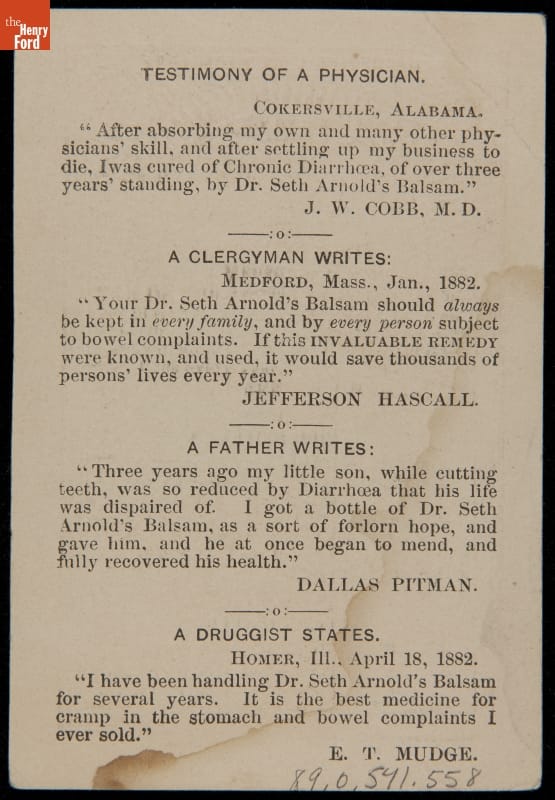 the
Henry
Ford
TESTIMONY OF A PHYSICIAN.
COKERSVILLE, ALABAMA.
“After absorbing my own and many other phy-
sicians’ skill, and after settling up my business to
die, I was cured of Chronic Diarrhœa, of over three
years’ standing, by Dr. Seth Arnold’s Balsam.”
J. W. COBB, M. D.
——:o:——
A CLERGYMAN WRITES:
MEDFORD, Mass., Jan., 1882.
“Your Dr. Seth Arnold’s Balsam should always
be kept in every family, and by every person subject
to bowel complaints. If this INVALUABLE REMEDY
were known, and used, it would save thousands of
persons’ lives every year.”
JEFFERSON HASCALL.
——:o:——
A FATHER WRITES:
“Three years ago my little son, while cutting
teeth, was so reduced by Diarrhœa that his life
was dispaired of. I got a bottle of Dr. Seth
Arnold’s Balsam, as a sort of forlorn hope, and
gave him, and he at once began to mend, and
fully recovered his health.”
DALLAS PITMAN.
——:o:——
A DRUGGIST STATES.
HOMER, Ill., April 18, 1882.
“I have been handling Dr. Seth Arnold’s Balsam
for several years. It is the best medicine for
cramp in the stomach and bowel complaints I
ever sold.”
E. T. MUDGE.
89.0.541.558